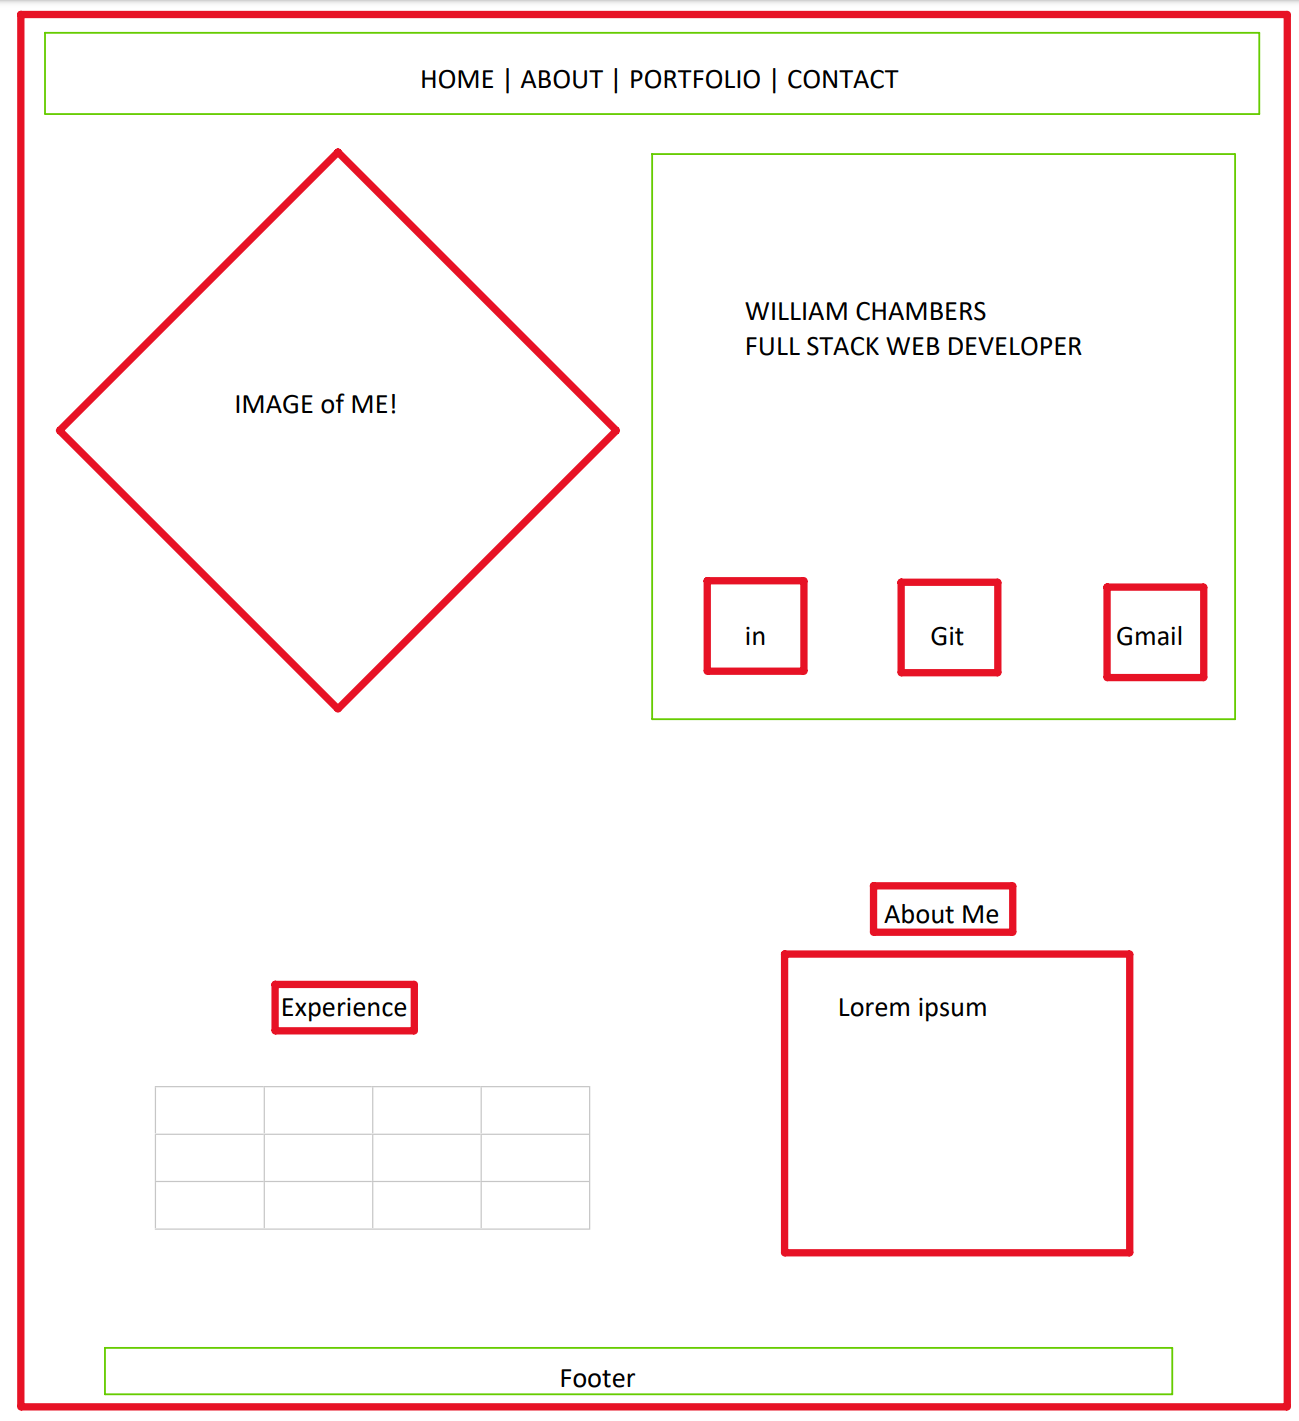 HOME | ABOUT | PORTFOLIO | CONTACT
IMAGE of ME!
WILLIAM CHAMBERS
FULL STACK WEB DEVELOPER
in
Git
Gmail
About Me
Lorem ipsum
Experience
Footer